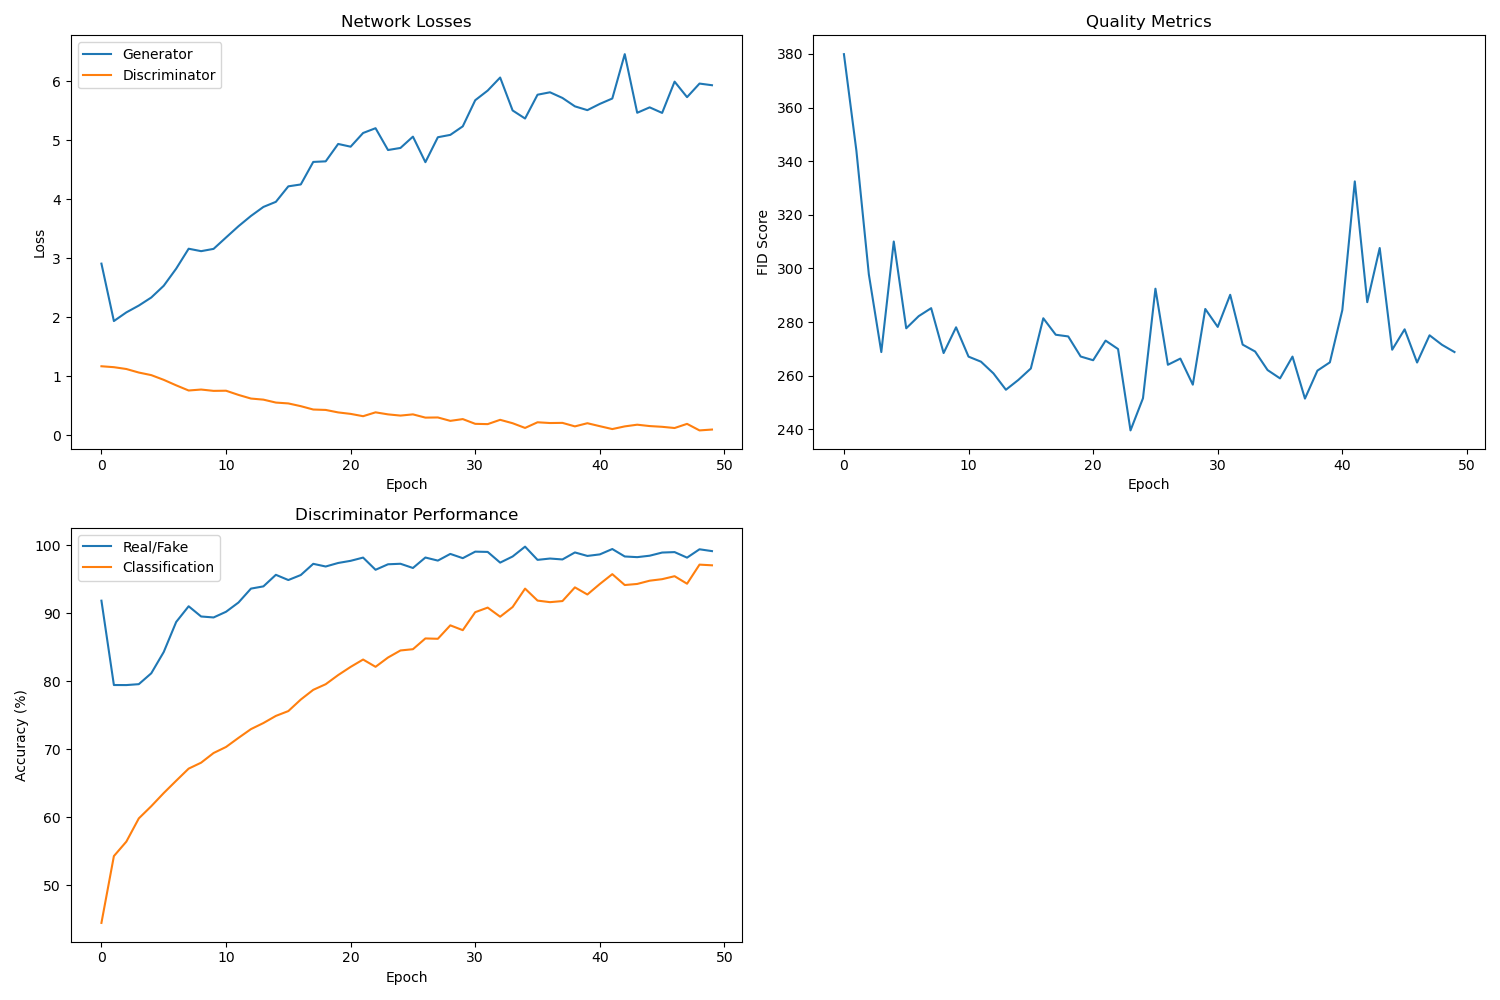 Network Losses
Generator
Discriminator
6
5
4
3
2
1
0
Loss
0 10 20 30 40 50
Epoch
Quality Metrics
380
360
340
320
300
280
260
240
FID Score
0 10 20 30 40 50
Epoch
Discriminator Performance
Real/Fake
Classification
100
90
80
70
60
50
Accuracy (%)
0 10 20 30 40 50
Epoch